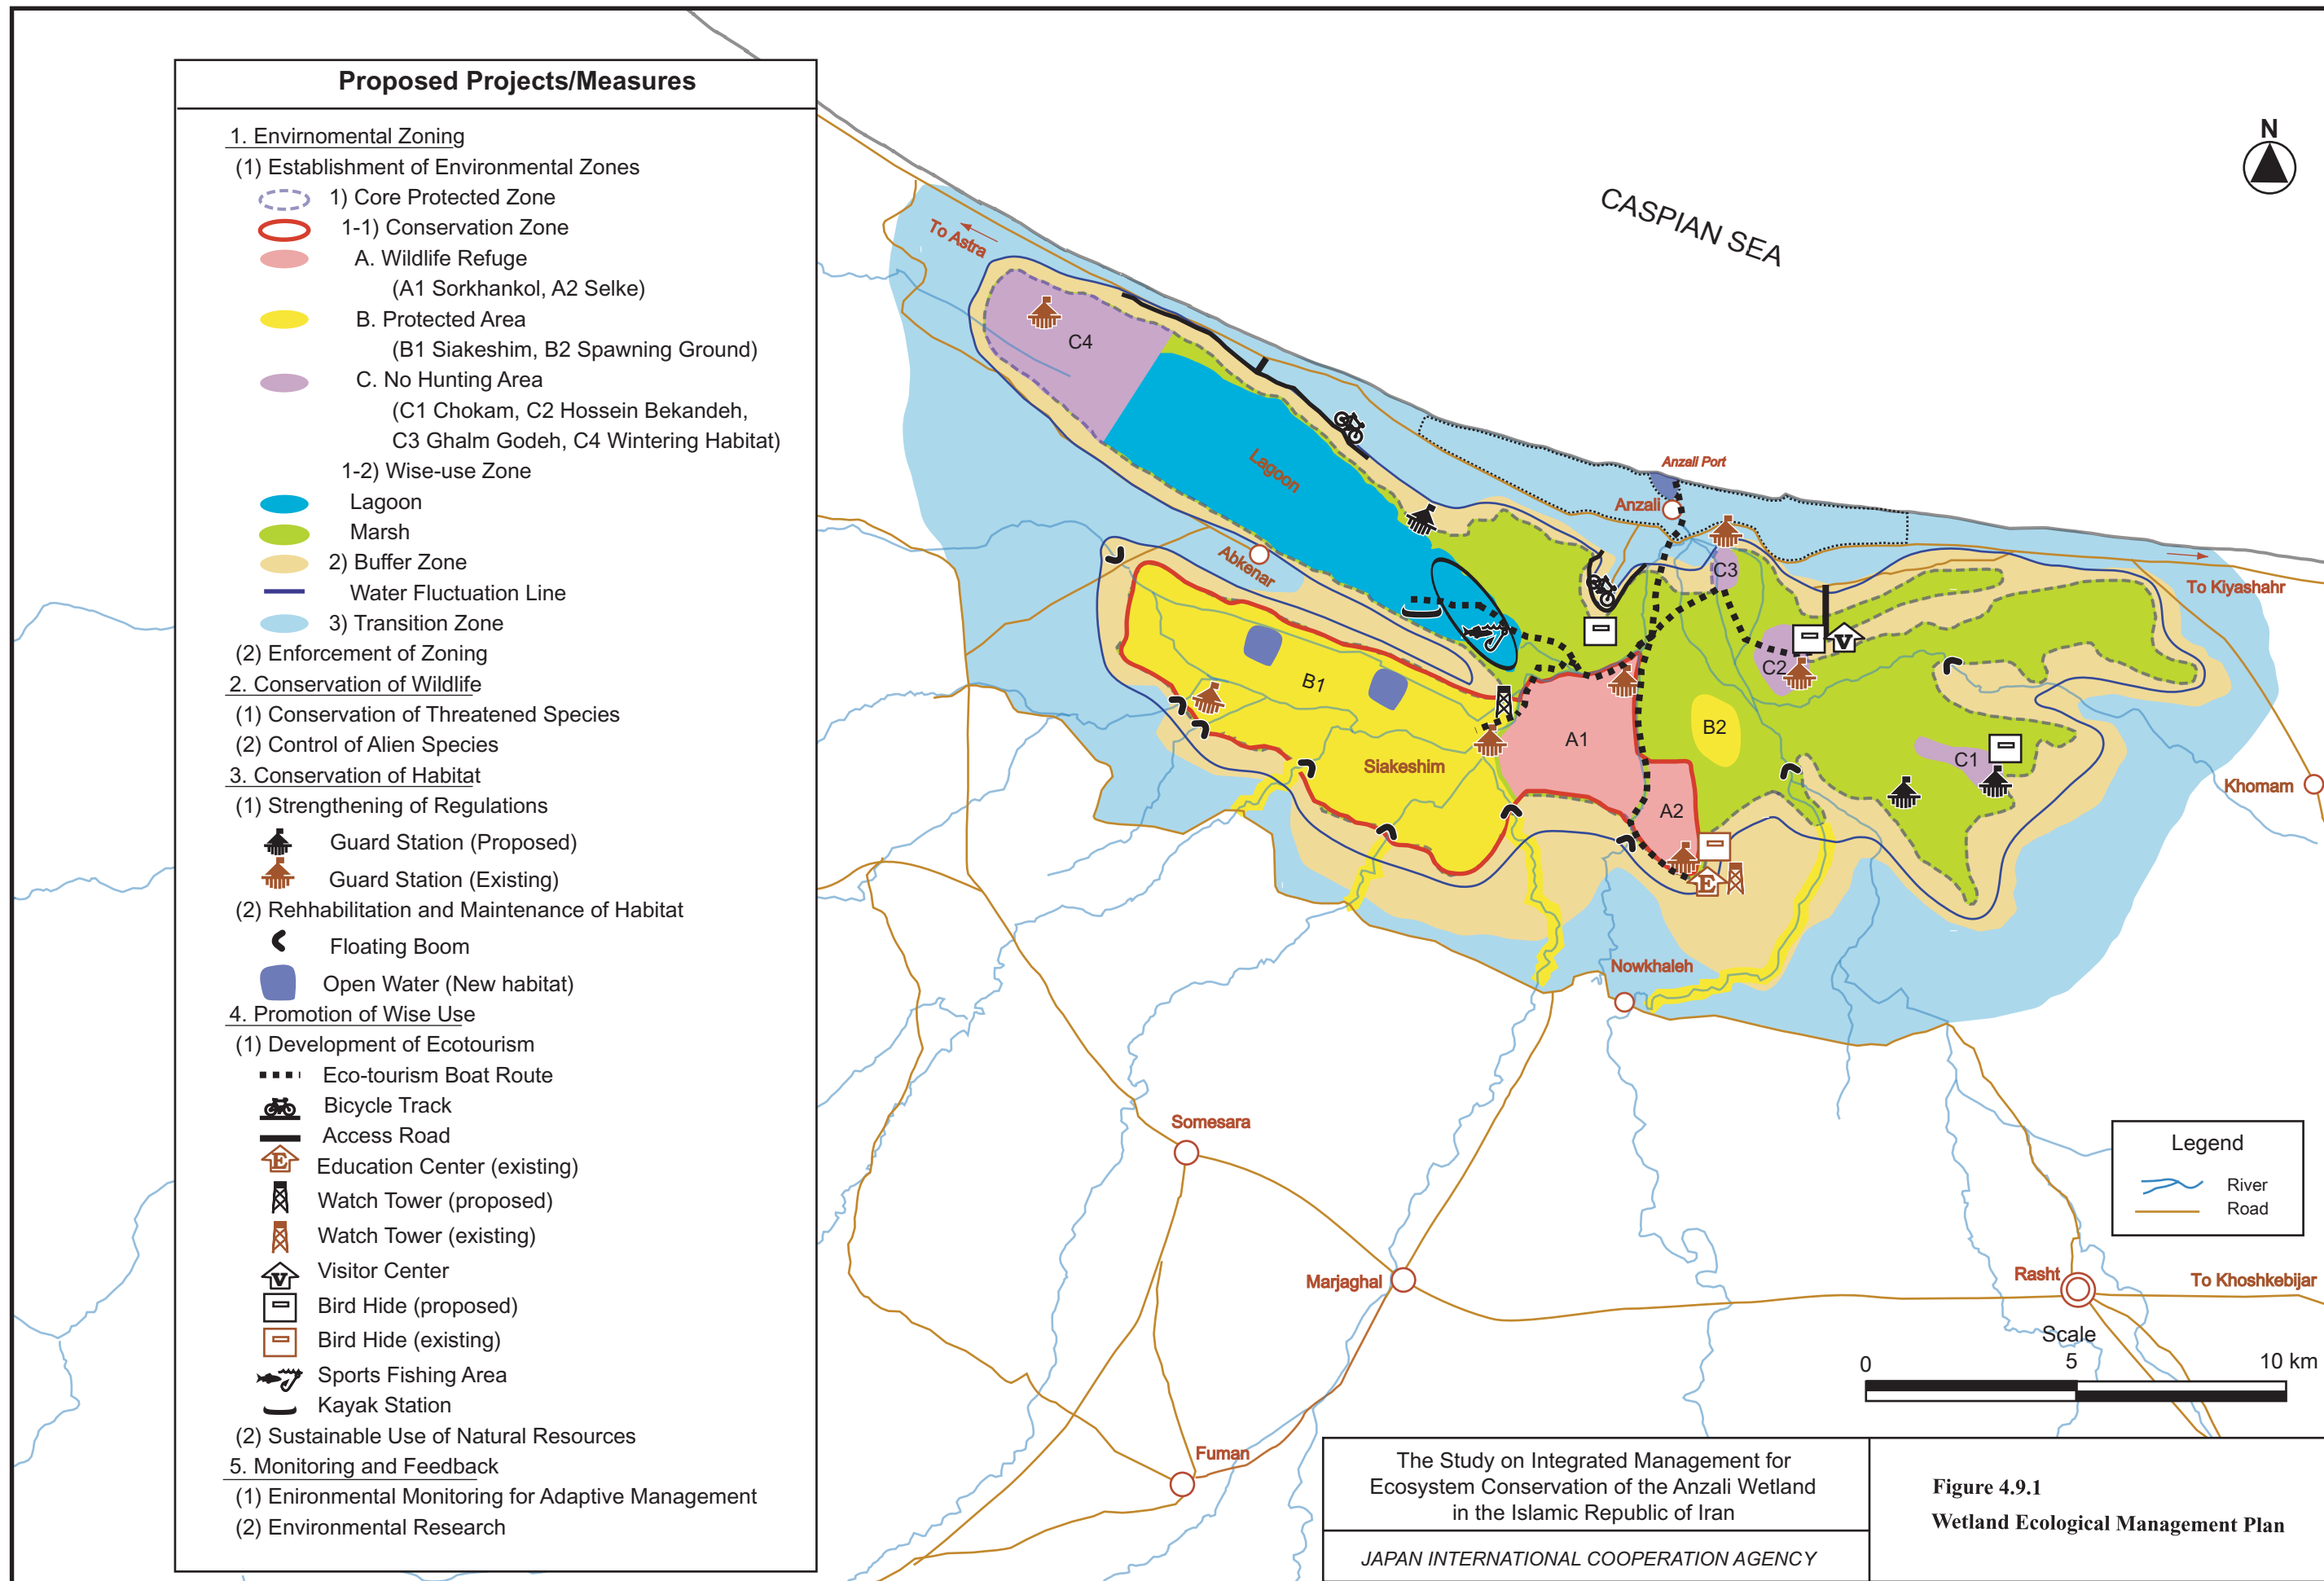 Proposed Projects/Measures
1. Envirnomental Zoning
(1) Establishment of Environmental Zones
1) Core Protected Zone
1-1) Conservation Zone
A. Wildlife Refuge
(A1 Sorkhankol, A2 Selke)
B. Protected Area
(B1 Siakeshim, B2 Spawning Ground)
C. No Hunting Area
(C1 Chokam, C2 Hossein Bekandeh,
C3 Ghalm Godeh, C4 Wintering Habitat)
1-2) Wise-use Zone
Lagoon
Marsh
2) Buffer Zone
Water Fluctuation Line
3) Transition Zone
(2) Enforcement of Zoning
2. Conservation of Wildlife
(1) Conservation of Threatened Species
(2) Control of Alien Species
3. Conservation of Habitat
(1) Strengthening of Regulations
Guard Station (Proposed)
Guard Station (Existing)
(2) Rehhabilitation and Maintenance of Habitat
Floating Boom
Open Water (New habitat)
4. Promotion of Wise Use
(1) Development of Ecotourism
Eco-tourism Boat Route
Bicycle Track
Access Road
E Education Center (existing)
Watch Tower (proposed)
Watch Tower (existing)
V Visitor Center
Bird Hide (proposed)
Bird Hide (existing)
Sports Fishing Area
Kayak Station
(2) Sustainable Use of Natural Resources
5. Monitoring and Feedback
(1) Enironmental Monitoring for Adaptive Management
(2) Environmental Research
N
CASPIAN SEA
To Astra
C4
Lagoon
Anzali Port
Anzali
Abkenar
C3
To Kiyashahr
V
C2
B1
B2
A1
C1
Siakeshim
Khomam
A2
E
Nowkhaleh
Somesara
Marjaghal
Fuman
Legend
River
Road
Rasht
To Khoshkebijar
Scale
0 5 10 km
The Study on Integrated Management for
Ecosystem Conservation of the Anzali Wetland
in the Islamic Republic of Iran
JAPAN INTERNATIONAL COOPERATION AGENCY
Figure 4.9.1
Wetland Ecological Management Plan